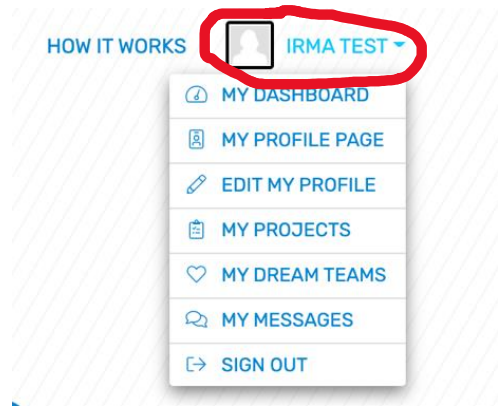 HOW IT WORKS IRMA TEST
MY DASHBOARD
MY PROFILE PAGE
EDIT MY PROFILE
MY PROJECTS
MY DREAM TEAMS
MY MESSAGES
SIGN OUT